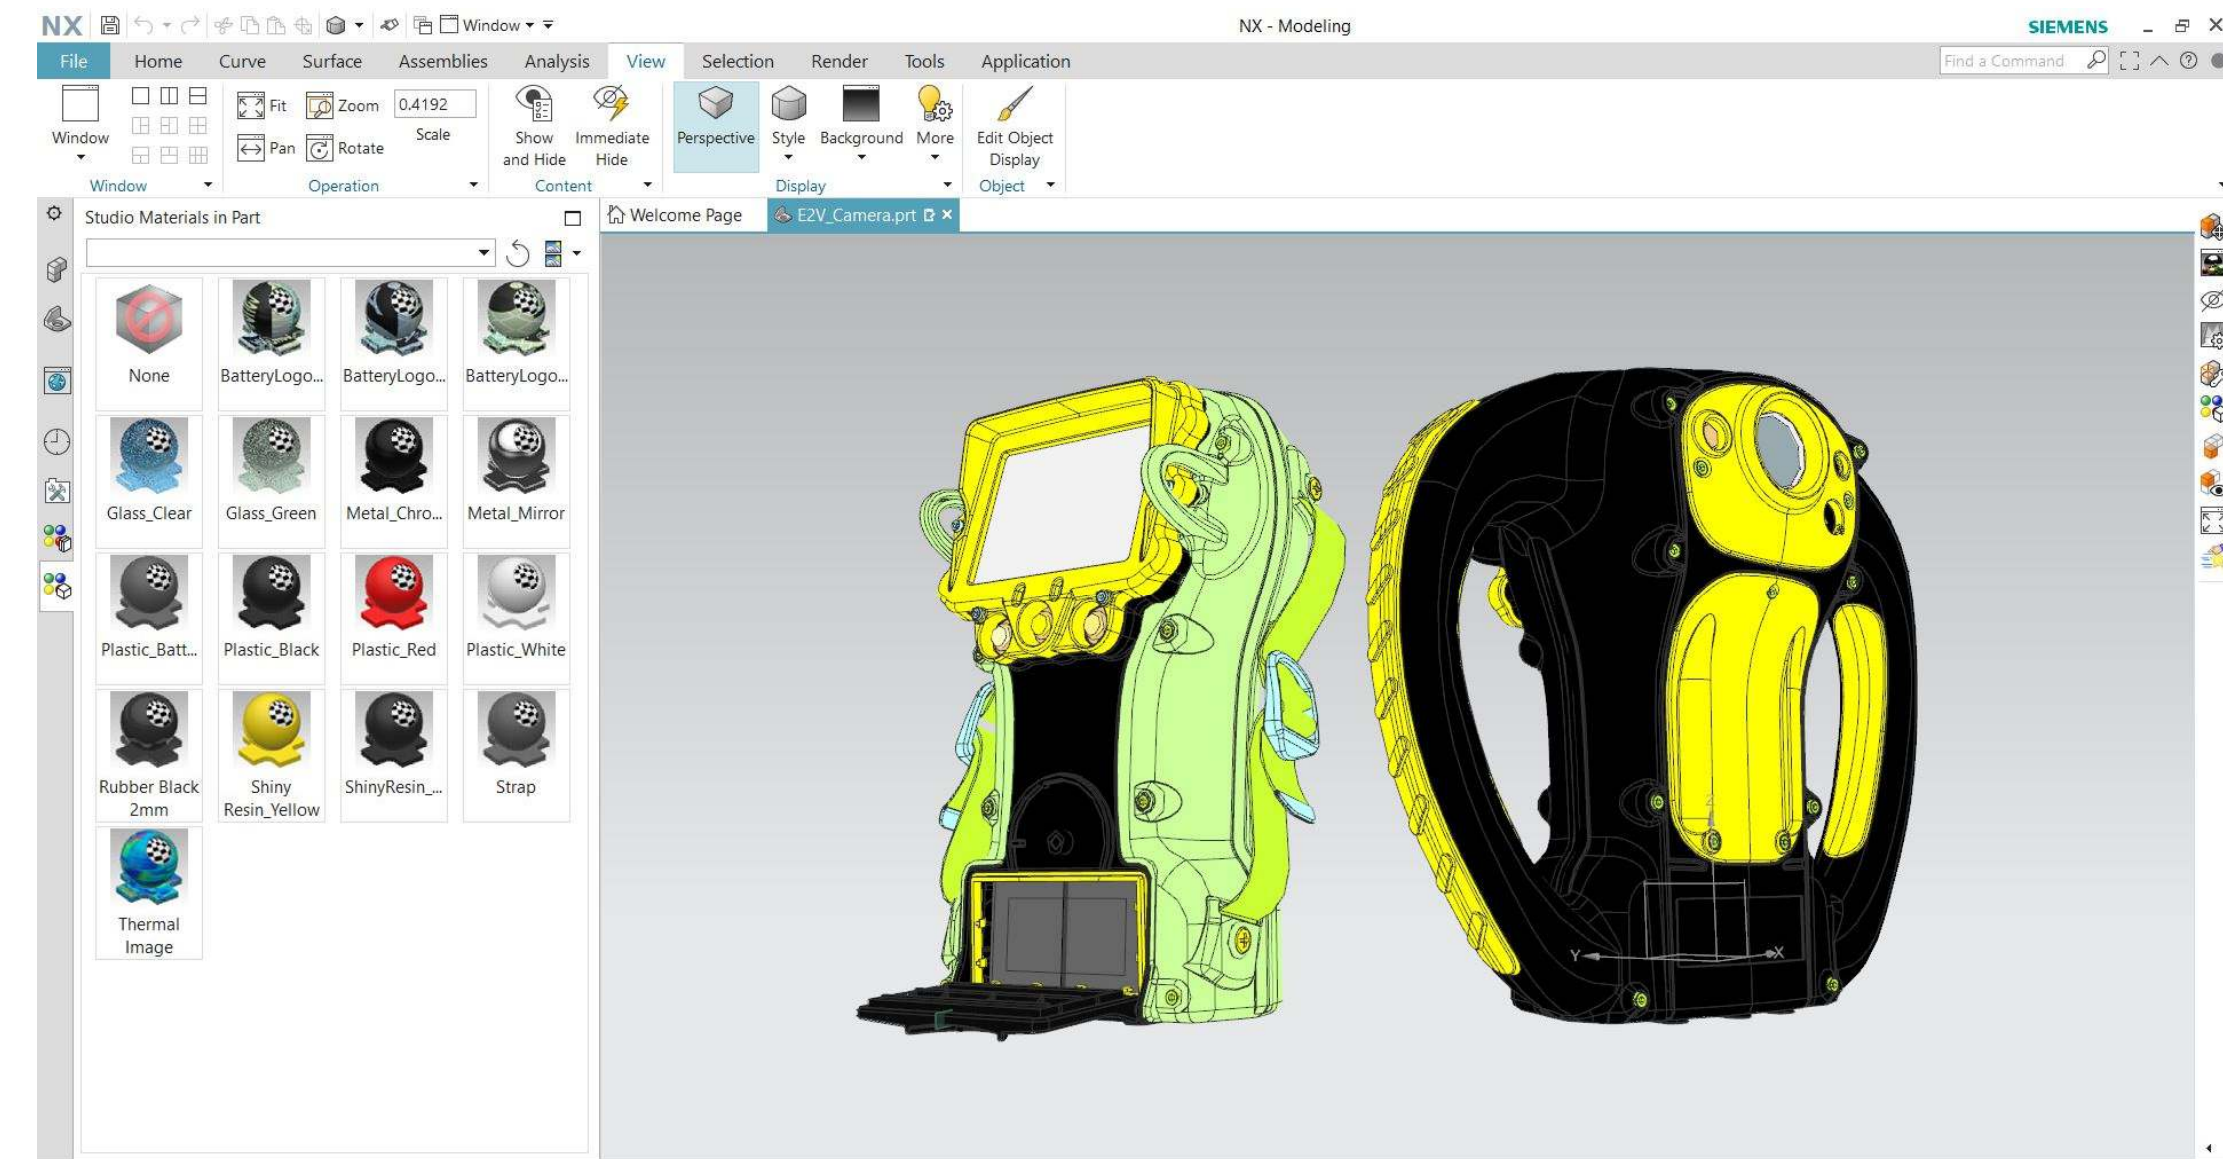 NX Window NX - Modeling SIEMENS
File Home Curve Surface Assemblies Analysis View Selection Render Tools Application Find a Command
Window
Fit Zoom 0.4192
Pan Rotate Scale
Show and Hide
Immediate Hide
Perspective
Style
Background
More
Edit Object Display
Window Operation Content Display Object
Studio Materials in Part
Welcome Page E2V_Camera.prt
None BatteryLogo... BatteryLogo... BatteryLogo...
Glass_Clear Glass_Green Metal_Chro... Metal_Mirror
Plastic_Batt... Plastic_Black Plastic_Red Plastic_White
Rubber Black 2mm
Shiny Resin_Yellow
ShinyResin_...
Strap
Thermal Image
Z
Y X